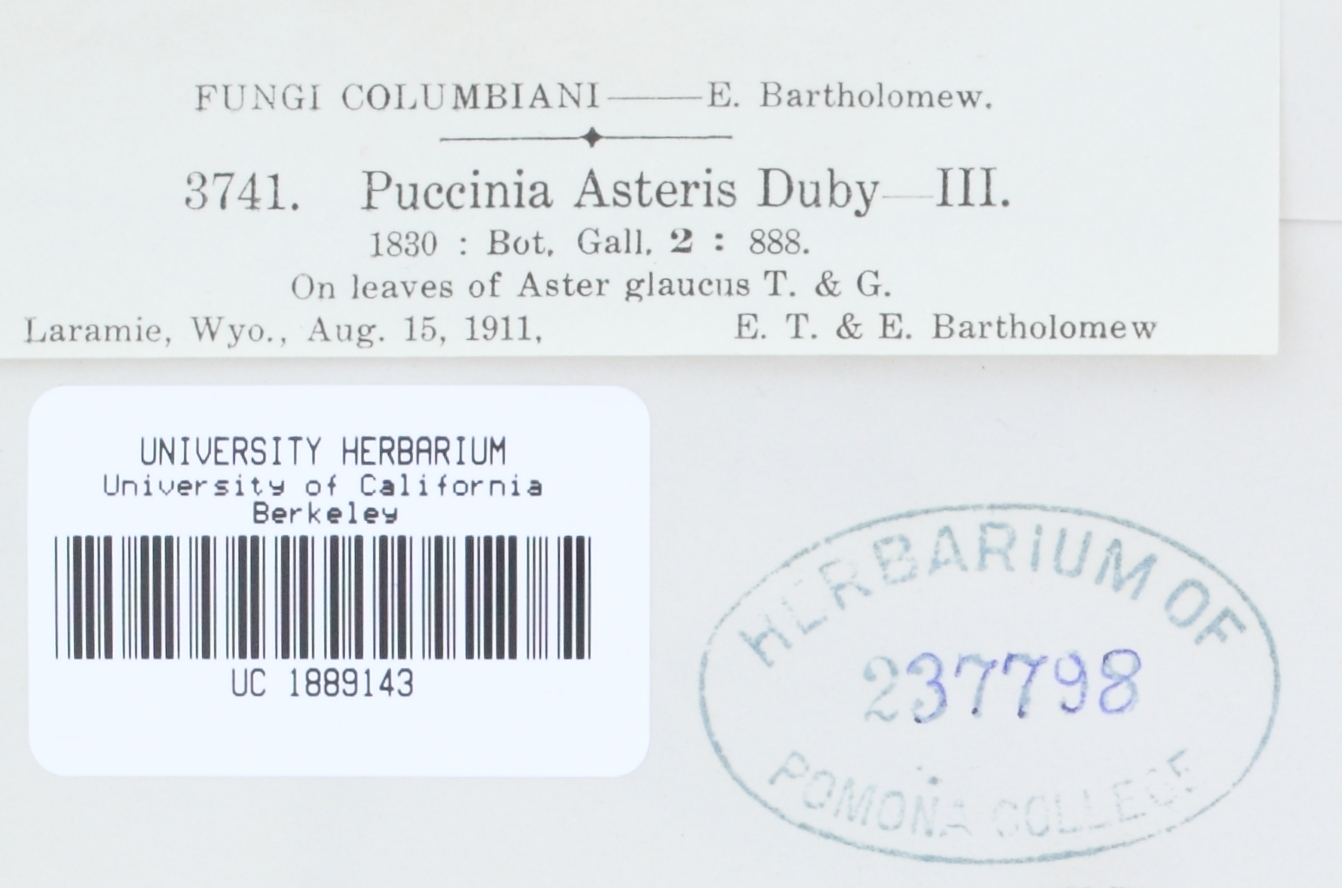 FUNGI COLUMBIANI——E. Bartholomew.
3741. Puccinia Asteris Duby—III.
1830 : Bot, Gall, 2 : 888.
On leaves of Aster glaucus T. & G.
Laramie, Wyo., Aug. 15, 1911, E. T. & E. Bartholomew
UNIVERSITY HERBARIUM
University of California
Berkeley
UC 1889143
HERBARIUM OF
237798
POMONA COLLEGE